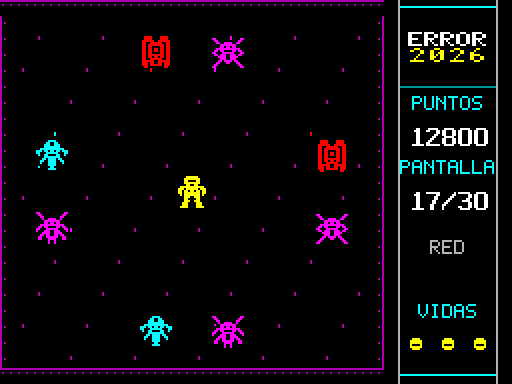 ERROR
2026
PUNTOS
12800
PANTALLA
17/30
RED
VIDAS